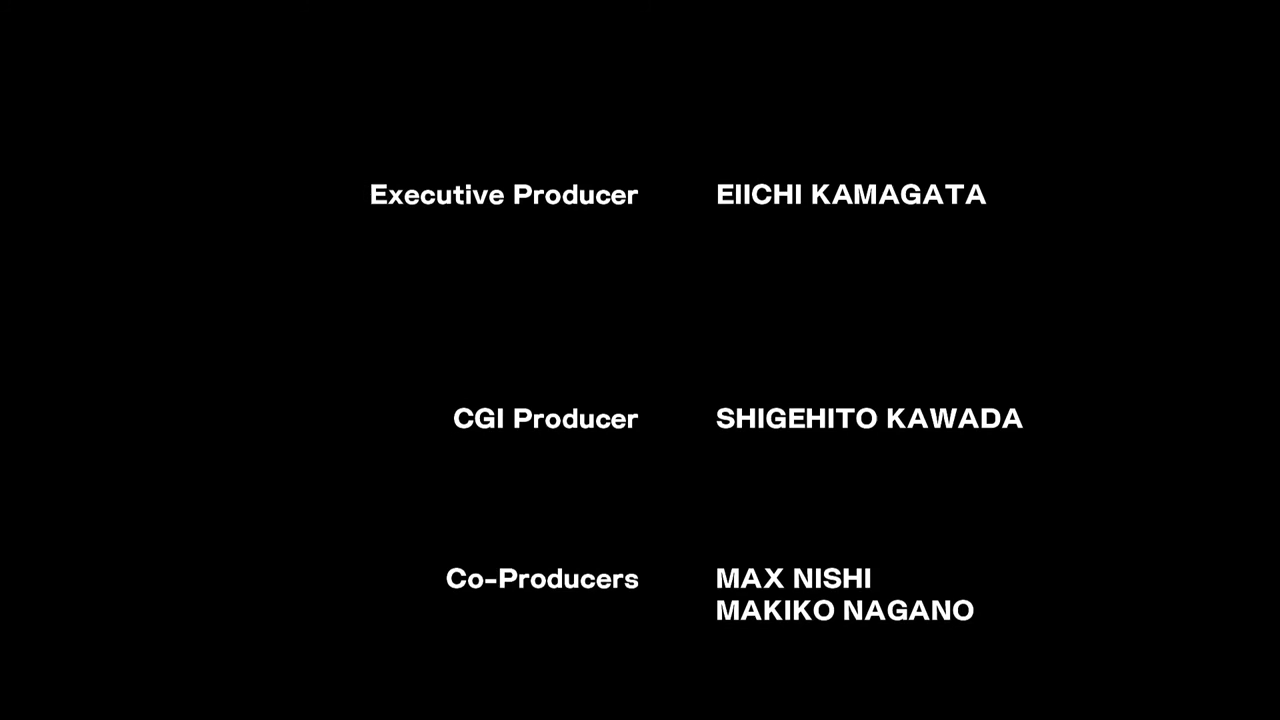 Executive Producer EIICHI KAMAGATA
CGI Producer SHIGEHITO KAWADA
Co-Producers MAX NISHI
MAKIKO NAGANO